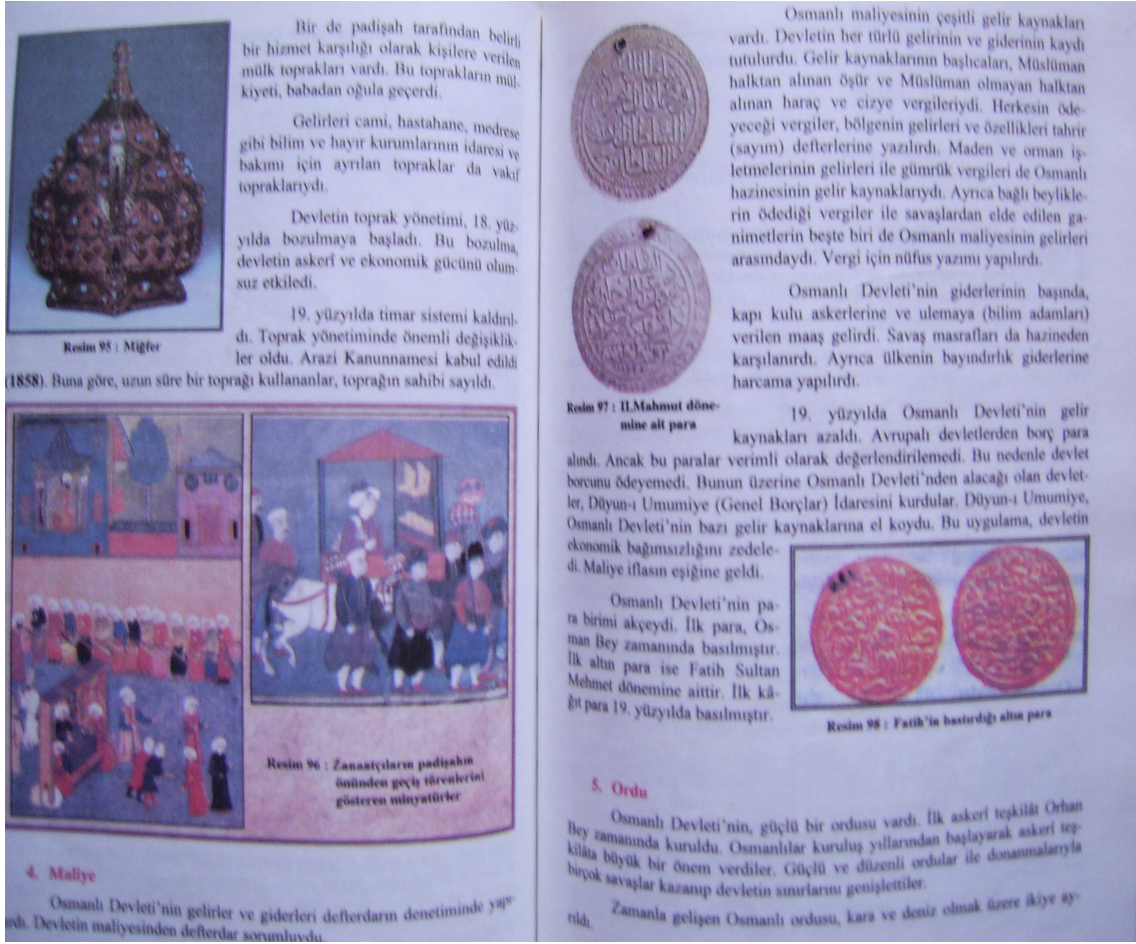 Bir de padişah tarafından belirli
bir hizmet karşılığı olarak kişilere verilen
mülk toprakları vardı. Bu toprakların mül-
kiyeti, babadan oğula geçerdi.
Gelirleri cami, hastahane, medrese
gibi bilim ve hayır kurumlarının idaresi ve
bakımı için ayrılan topraklar da vakıf
topraklarıydı.
Devletin toprak yönetimi, 18. yüz-
yılda bozulmaya başladı. Bu bozulma,
devletin askerî ve ekonomik gücünü olum-
suz etkiledi.
19. yüzyılda timar sistemi kaldırıl-
dı. Toprak yönetiminde önemli değişiklik-
ler oldu. Arazi Kanunnamesi kabul edildi
(1858). Buna göre, uzun süre bir toprağı kullananlar, toprağın sahibi sayıldı.
Resim 95 : Miğfer
Resim 96 : Zanaatçıların padişahın
önünden geçiş törenlerini
gösteren minyatürler
4. Maliye
Osmanlı Devleti'nin gelirler ve giderleri defterdarın denetiminde yapı-
ırdı. Devletin maliyesinden defterdar sorumluydu.
Osmanlı maliyesinin çeşitli gelir kaynakları
vardı. Devletin her türlü gelirinin ve giderinin kaydı
tutulurdu. Gelir kaynaklarının başlıcaları, Müslüman
halktan alınan öşür ve Müslüman olmayan halktan
alınan haraç ve cizye vergileriydi. Herkesin öde-
yeceği vergiler, bölgenin gelirleri ve özellikleri tahrir
(sayım) defterlerine yazılırdı. Maden ve orman iş-
letmelerinin gelirleri ile gümrük vergileri de Osmanlı
hazinesinin gelir kaynaklarıydı. Ayrıca bağlı beylikle-
rin ödediği vergiler ile savaşlardan elde edilen ga-
nimetlerin beşte biri de Osmanlı maliyesinin gelirleri
arasındaydı. Vergi için nüfus yazımı yapılırdı.
Osmanlı Devleti'nin giderlerinin başında,
kapı kulu askerlerine ve ulemaya (bilim adamları)
verilen maaş gelirdi. Savaş masrafları da hazineden
karşılanırdı. Ayrıca ülkenin bayındırlık giderlerine
harcama yapılırdı.
Resim 97 : II.Mahmut döne-
mine ait para
19. yüzyılda Osmanlı Devleti'nin gelir
kaynakları azaldı. Avrupalı devletlerden borç para
alındı. Ancak bu paralar verimli olarak değerlendirilemedi. Bu nedenle devlet
borcunu ödeyemedi. Bunun üzerine Osmanlı Devleti'nden alacağı olan devlet-
ler, Düyun-ı Umumiye (Genel Borçlar) İdaresini kurdular. Düyun-ı Umumiye,
Osmanlı Devleti'nin bazı gelir kaynaklarına el koydu. Bu uygulama, devletin
ekonomik bağımsızlığını zedele-
di. Maliye iflasın eşiğine geldi.
Osmanlı Devleti'nin pa-
ra birimi akçeydi. İlk para, Os-
man Bey zamanında basılmıştır.
İlk altın para ise Fatih Sultan
Mehmet dönemine aittir. İlk kâ-
ğıt para 19. yüzyılda basılmıştır.
Resim 98 : Fatih'in bastırdığı altın para
5. Ordu
Osmanlı Devleti'nin, güçlü bir ordusu vardı. İlk askerî teşkilât Orhan
Bey zamanında kuruldu. Osmanlılar kuruluş yıllarından başlayarak askerî teş-
kilâta büyük bir önem verdiler. Güçlü ve düzenli ordular ile donanmalarıyla
birçok savaşlar kazanıp devletin sınırlarını genişlettiler.
Zamanla gelişen Osmanlı ordusu, kara ve deniz olmak üzere ikiye ay-
rıldı.